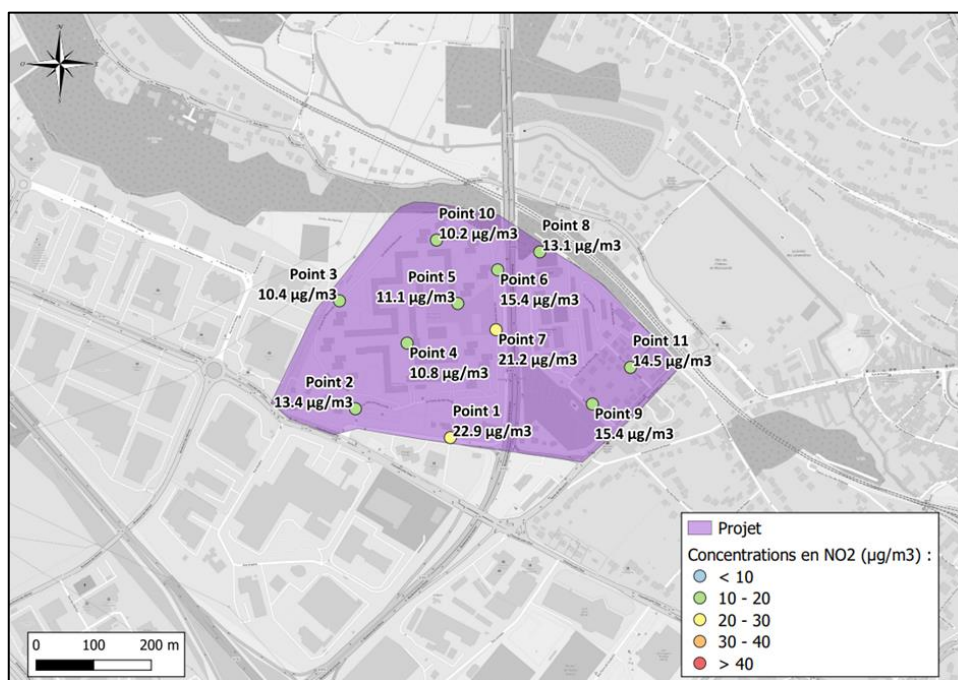 N
O
E
S
Point 10
10.2 µg/m3
Point 8
13.1 µg/m3
Point 3
10.4 µg/m3
Point 5
11.1 µg/m3
Point 6
15.4 µg/m3
Point 7
21.2 µg/m3
Point 11
14.5 µg/m3
Point 4
10.8 µg/m3
Point 2
13.4 µg/m3
Point 1
22.9 µg/m3
Point 9
15.4 µg/m3
Projet
Concentrations en NO2 (µg/m3) :
< 10
10 - 20
20 - 30
30 - 40
> 40
0 100 200 m